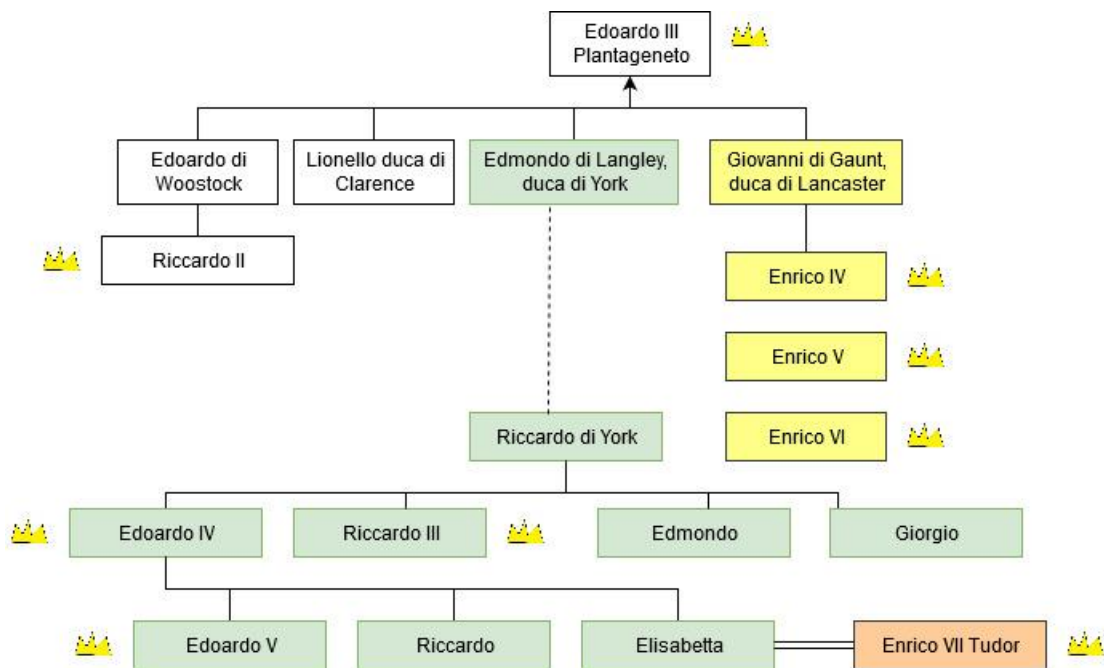 Edoardo III
Plantageneto
Edoardo di
Woostock
Lionello duca di
Clarence
Edmondo di Langley,
duca di York
Giovanni di Gaunt,
duca di Lancaster
Riccardo II
Enrico IV
Enrico V
Riccardo di York
Enrico VI
Edoardo IV
Riccardo III
Edmondo
Giorgio
Edoardo V
Riccardo
Elisabetta
Enrico VII Tudor